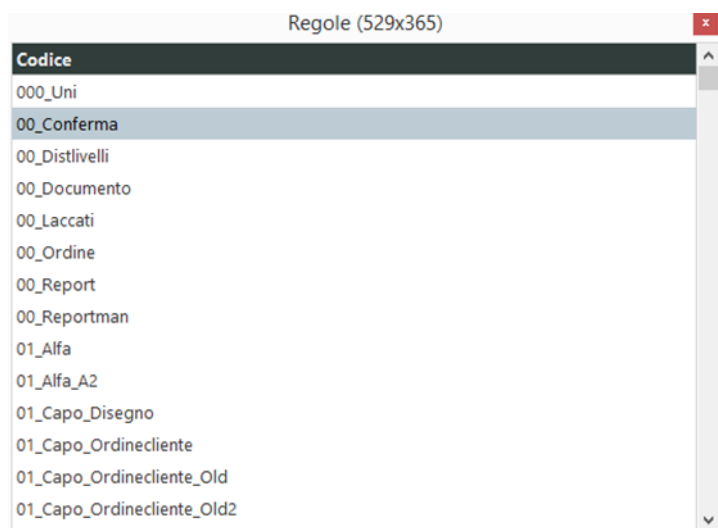 Regole (529x365)
x
Codice
000_Uni
00_Conferma
00_Distlivelli
00_Documento
00_Laccati
00_Ordine
00_Report
00_Reportman
01_Alfa
01_Alfa_A2
01_Capo_Disegno
01_Capo_Ordinecliente
01_Capo_Ordinecliente_Old
01_Capo_Ordinecliente_Old2